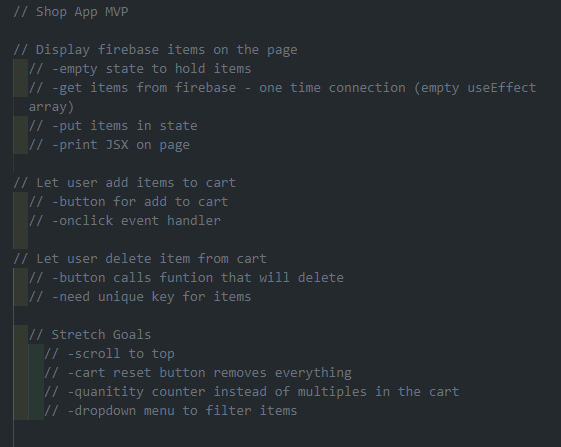 // Shop App MVP
// Display firebase items on the page
// -empty state to hold items
// -get items from firebase - one time connection (empty useEffect
array)
// -put items in state
// -print JSX on page
// Let user add items to cart
// -button for add to cart
// -onclick event handler
// Let user delete item from cart
// -button calls funtion that will delete
// -need unique key for items
// Stretch Goals
// -scroll to top
// -cart reset button removes everything
// -quanitity counter instead of multiples in the cart
// -dropdown menu to filter items